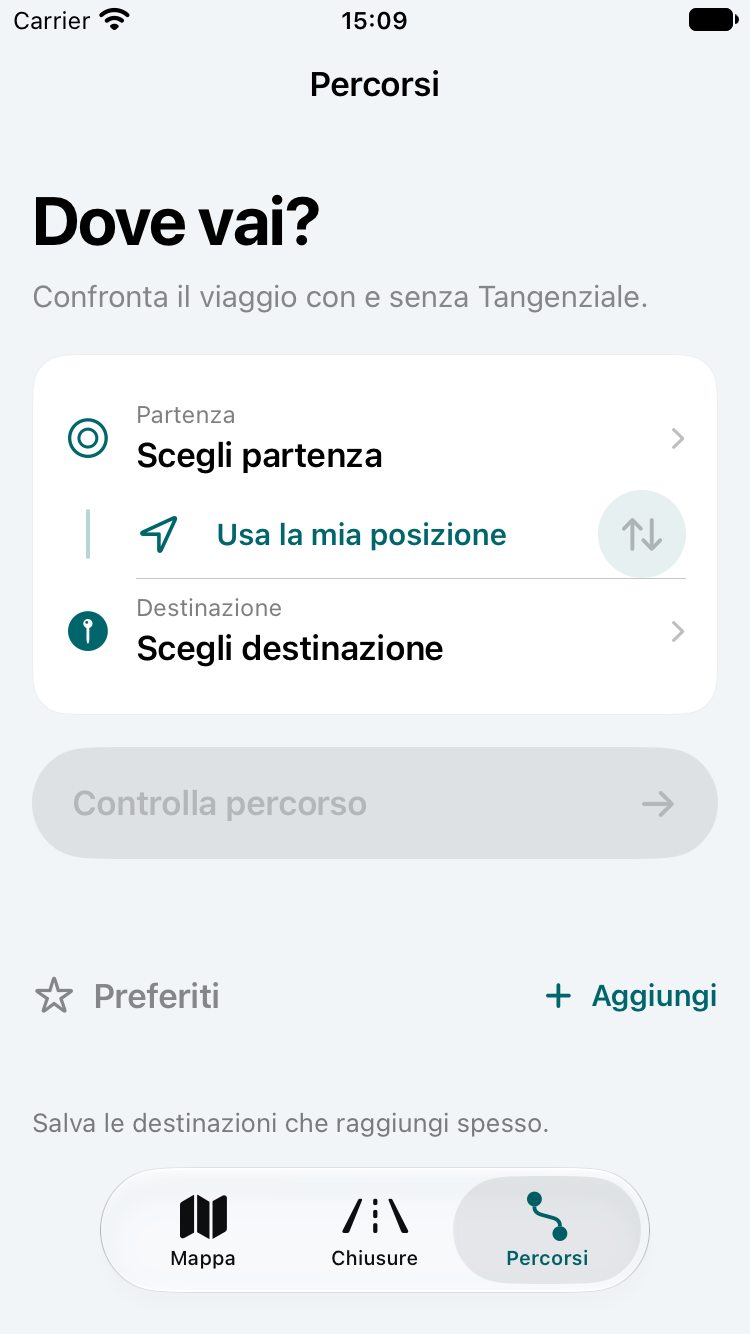 Carrier 15:09
Percorsi
Dove vai?
Confronta il viaggio con e senza Tangenziale.
Partenza
Scegli partenza
Usa la mia posizione
Destinazione
Scegli destinazione
Controlla percorso
Preferiti Aggiungi
Salva le destinazioni che raggiungi spesso.
Mappa Chiusure Percorsi